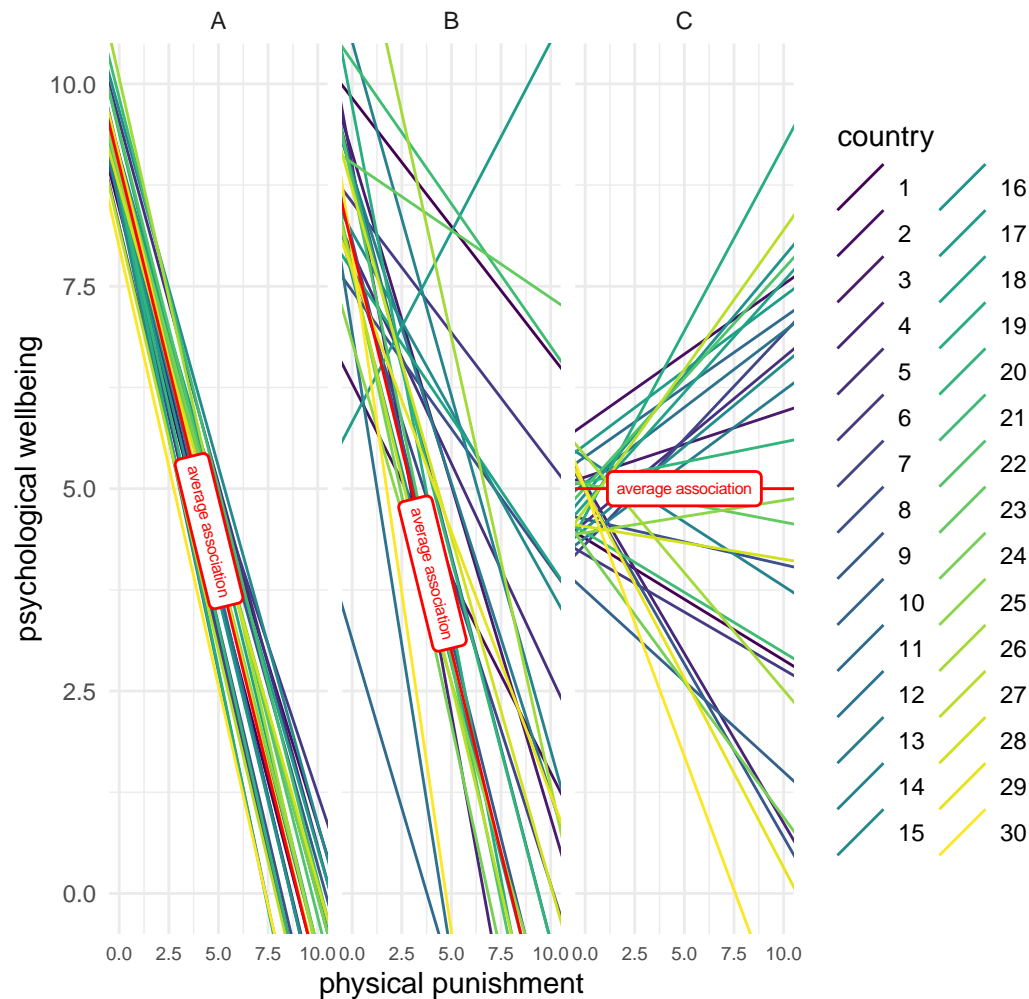 A B C
country
psychological wellbeing
10.0
7.5
5.0
2.5
0.0
average association
average association
average association
0.0 2.5 5.0 7.5 10.0
0.0 2.5 5.0 7.5 10.0
0.0 2.5 5.0 7.5 10.0
physical punishment
1 16
2 17
3 18
4 19
5 20
6 21
7 22
8 23
9 24
10 25
11 26
12 27
13 28
14 29
15 30